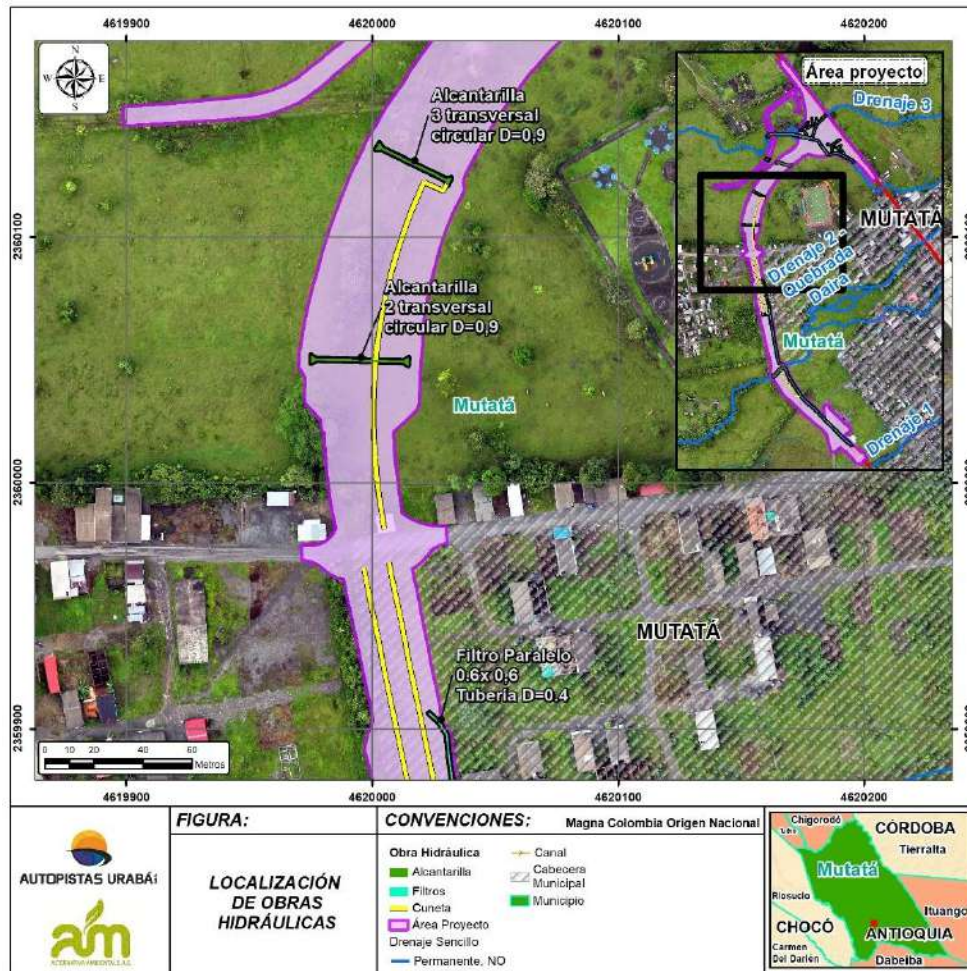 4619900
4620000
4620100
4620200
N
W
E
S
Alcantarilla
3 transversal
circular D=0,9
Alcantarilla
2 transversal
circular D=0,9
Mutatá
MUTATÁ
Filtro Paralelo
0.6x 0,6
Tubería D=0.4
2360100
2360000
2359900
0 10 20 40 60
Metros
Área proyecto
Drenaje 3
MUTATÁ
Drenaje 2 -
Quebrada
Daira
Mutatá
Drenaje 1
4619900
4620000
4620100
4620200
AUTOPISTAS URABÁ
am
FIGURA:
LOCALIZACIÓN
DE OBRAS
HIDRÁULICAS
CONVENCIONES:
Magna Colombia Origen Nacional
Obra Hidráulica
Alcantarilla
Filtros
Cuneta
Área Proyecto
Drenaje Sencillo
Permanente, NO
Canal
Cabecera
Municipal
Municipio
Chigorodó
CÓRDOBA
Tierralta
Mutatá
Riosucio
Ituango
CHOCÓ
ANTIOQUIA
Carmen
Del Darién
Dabeiba